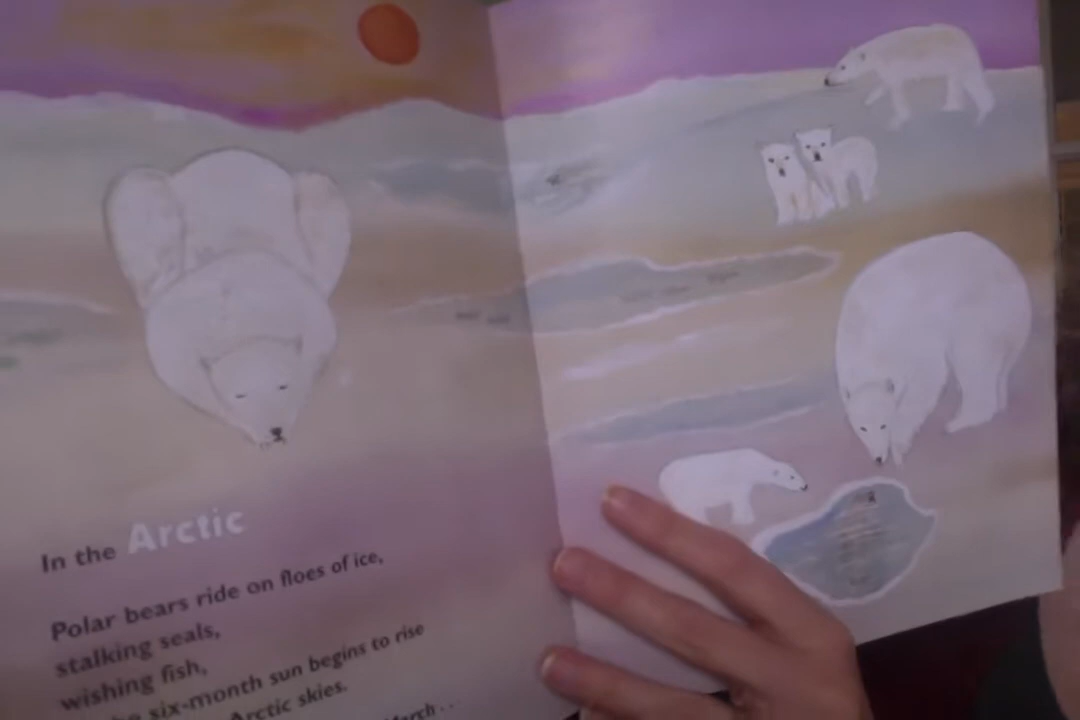 In the Arctic
Polar bears ride on floes of ice,
stalking seals,
wishing fish,
six-month sun begins to rise
Arctic skies.
March . .